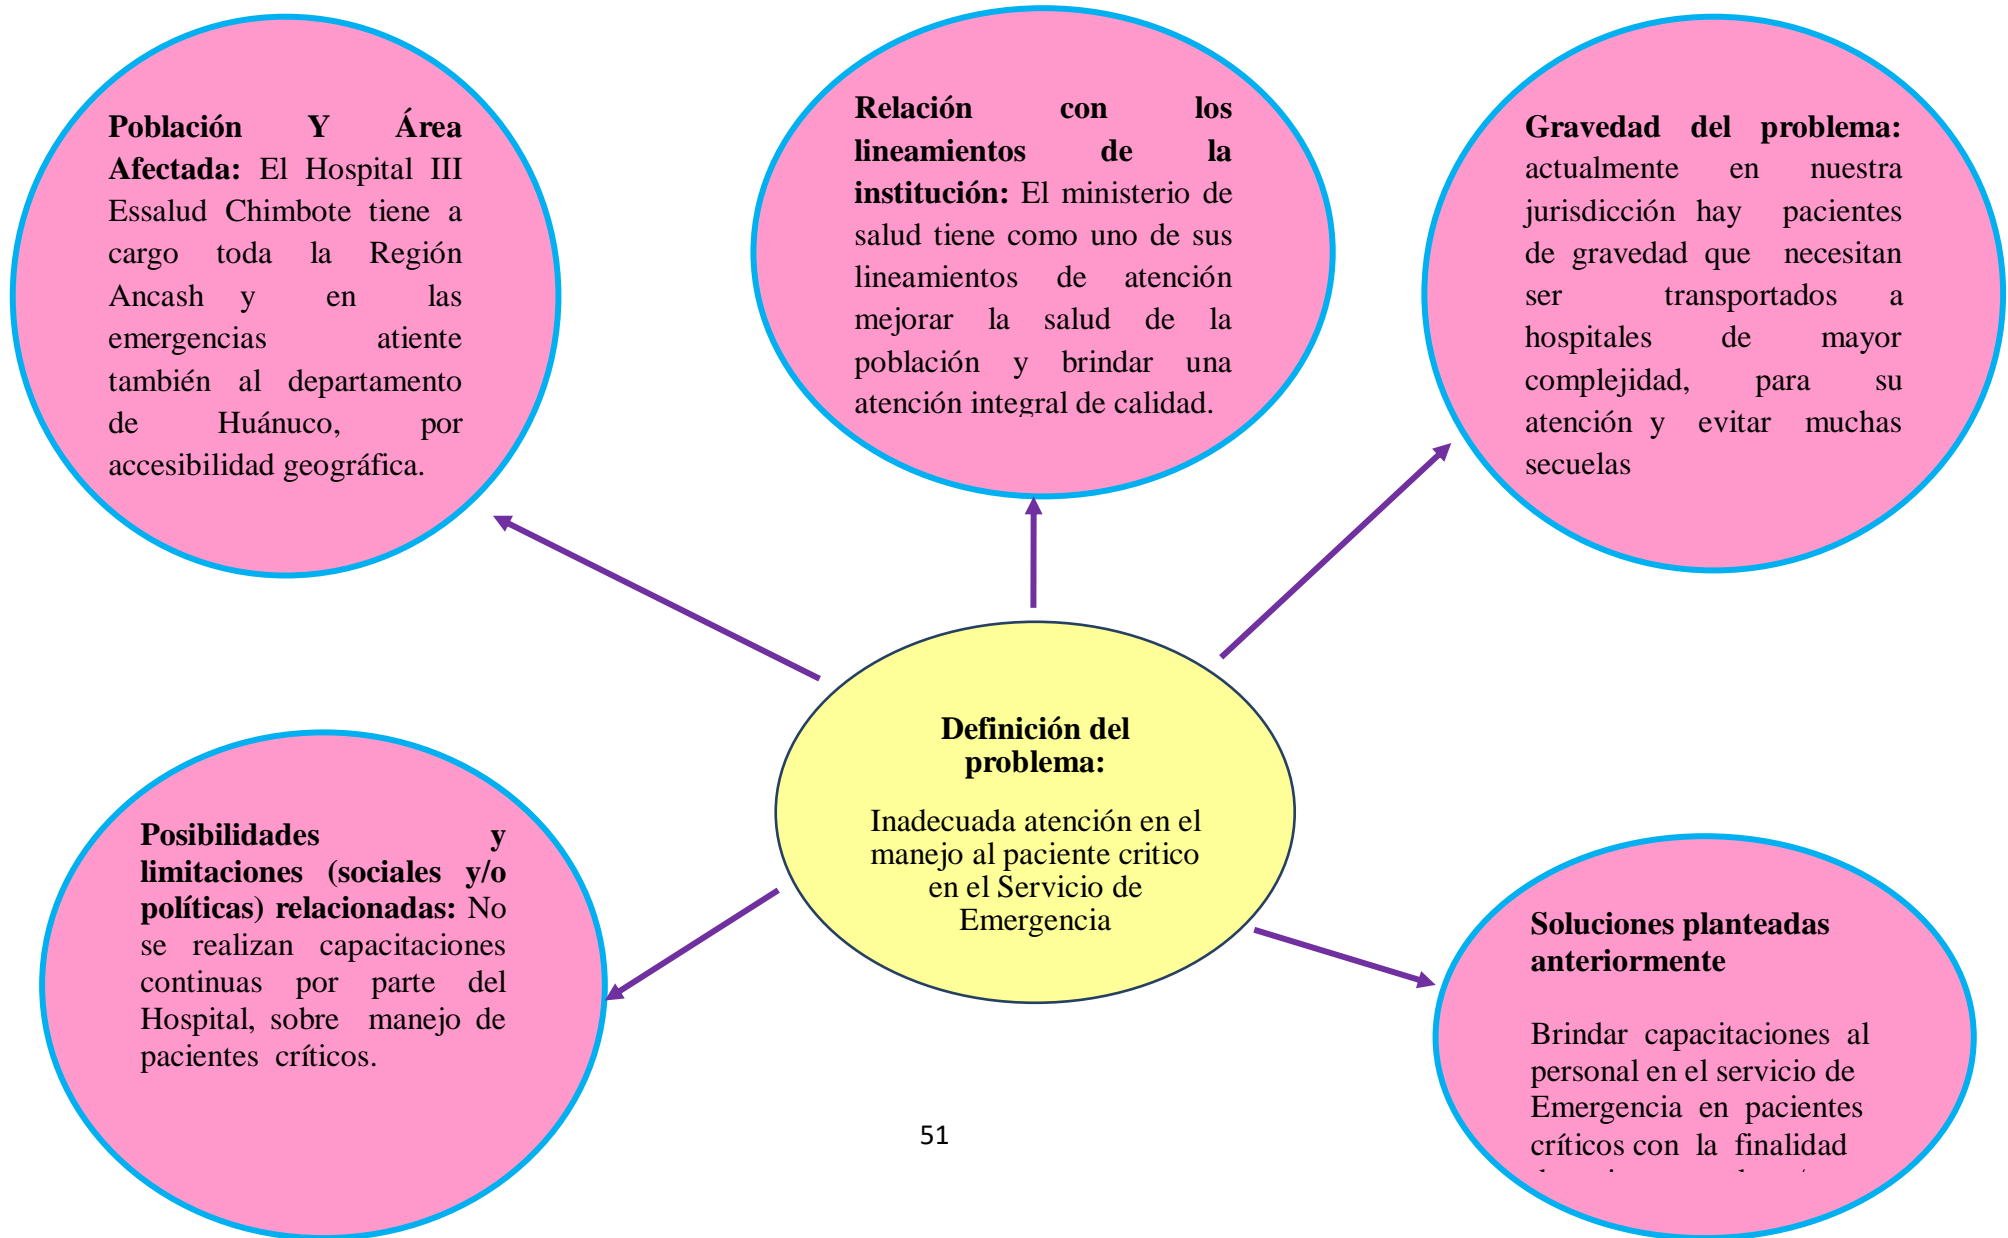 Población Y Área
Afectada: El Hospital III
Essalud Chimbote tiene a
cargo toda la Región
Ancash y en las
emergencias atiente
también al departamento
de Huánuco, por
accesibilidad geográfica.
Relación con los
lineamientos de la
institución: El ministerio de
salud tiene como uno de sus
lineamientos de atención
mejorar la salud de la
población y brindar una
atención integral de calidad.
Gravedad del problema:
actualmente en nuestra
jurisdicción hay pacientes
de gravedad que necesitan
ser transportados a
hospitales de mayor
complejidad, para su
atención y evitar muchas
secuelas
Definición del
problema:
Inadecuada atención en el
manejo al paciente critico
en el Servicio de
Emergencia
Posibilidades y
limitaciones (sociales y/o
políticas) relacionadas: No
se realizan capacitaciones
continuas por parte del
Hospital, sobre manejo de
pacientes críticos.
Soluciones planteadas
anteriormente
Brindar capacitaciones al
personal en el servicio de
Emergencia en pacientes
críticos con la finalidad
51